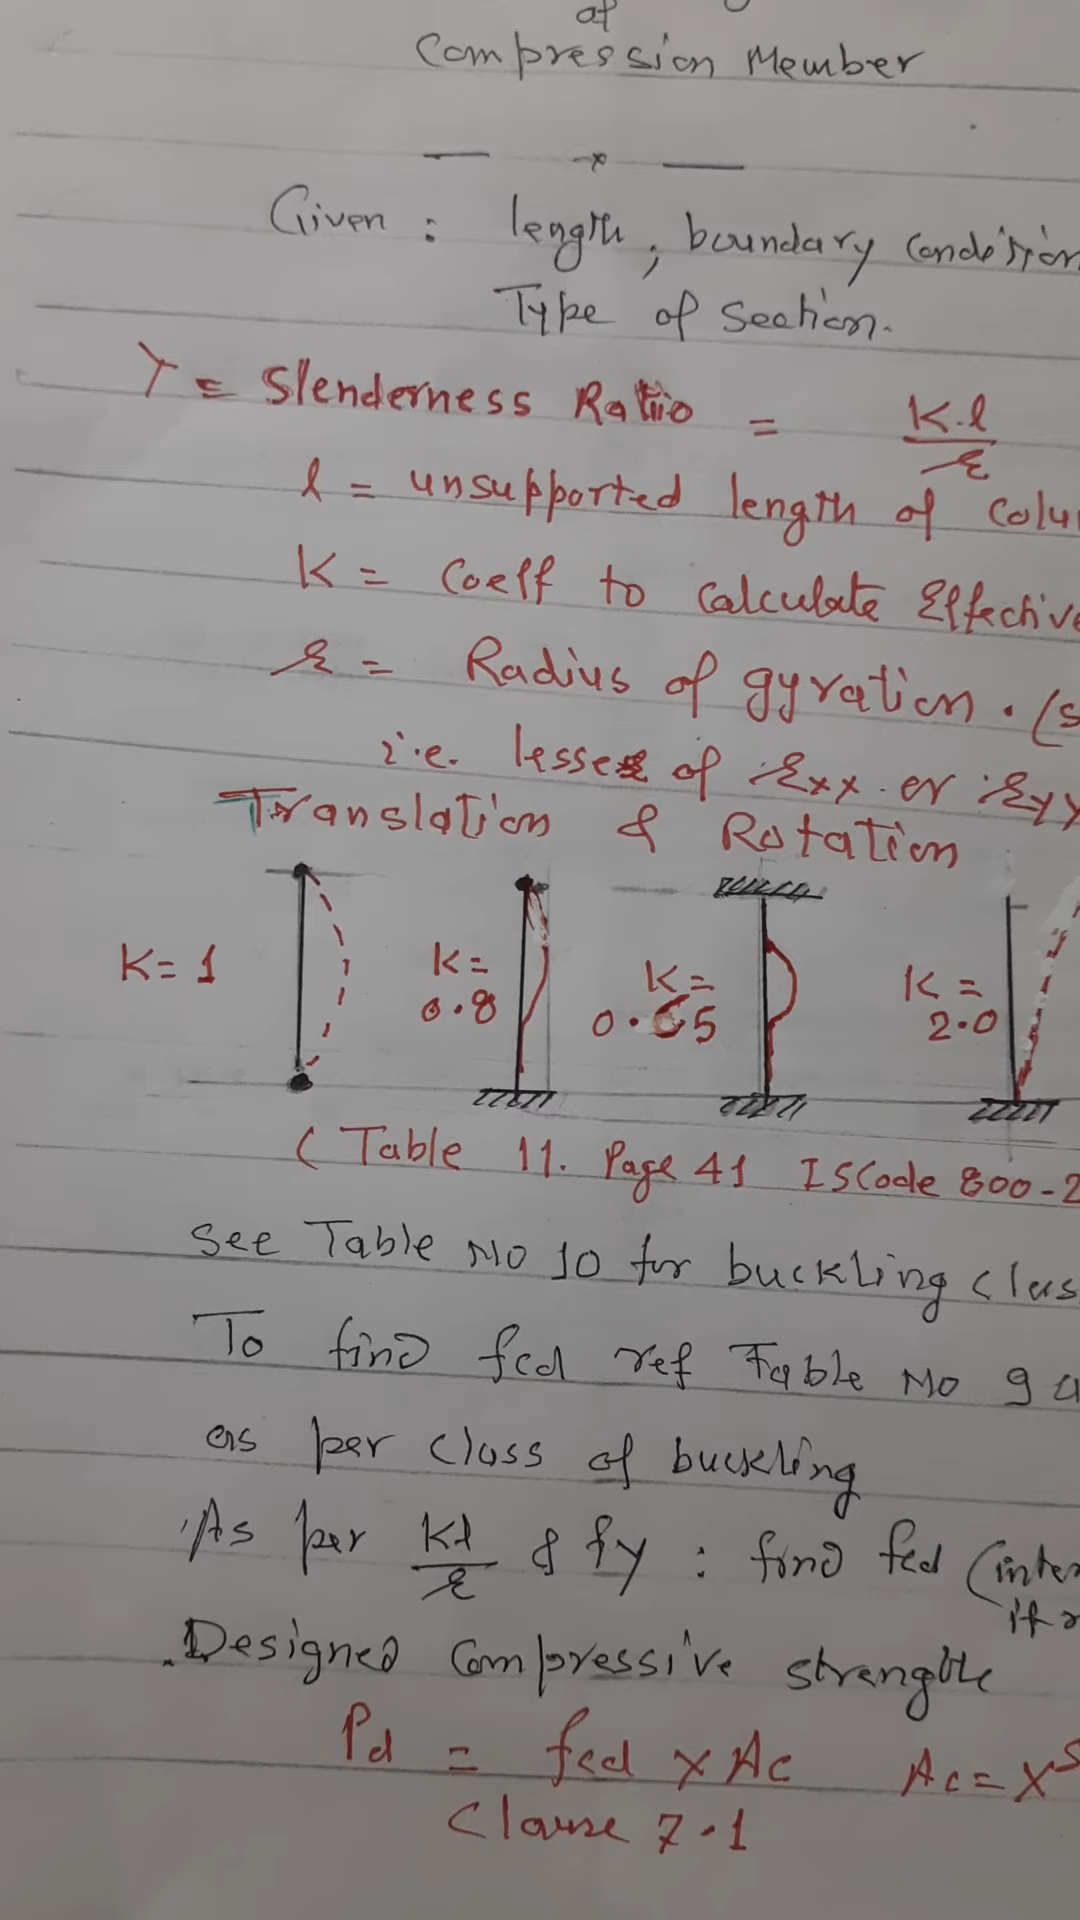 of
Compression Member
Given : length, boundary Condition
Type of Section.
λ = Slenderness Ratio = K.l / r
l = unsupported length of Colu
K = Coeff to Calculate Effective
r = Radius of gyration. (s
i.e. lesser of rxx or ryy
Translation & Rotation
K= 1
K= 0.8
K= 0.65
K = 2.0
( Table 11. Page 41 IS Code 800-2
See Table No 10 for buckling clas
To find fcd ref Table No 9
as per class of buckling
As per Kl / r & fy : find fcd (inter
if
Designed Compressive strength
Pd = fcd x Ac Ac = X
Clause 7.1